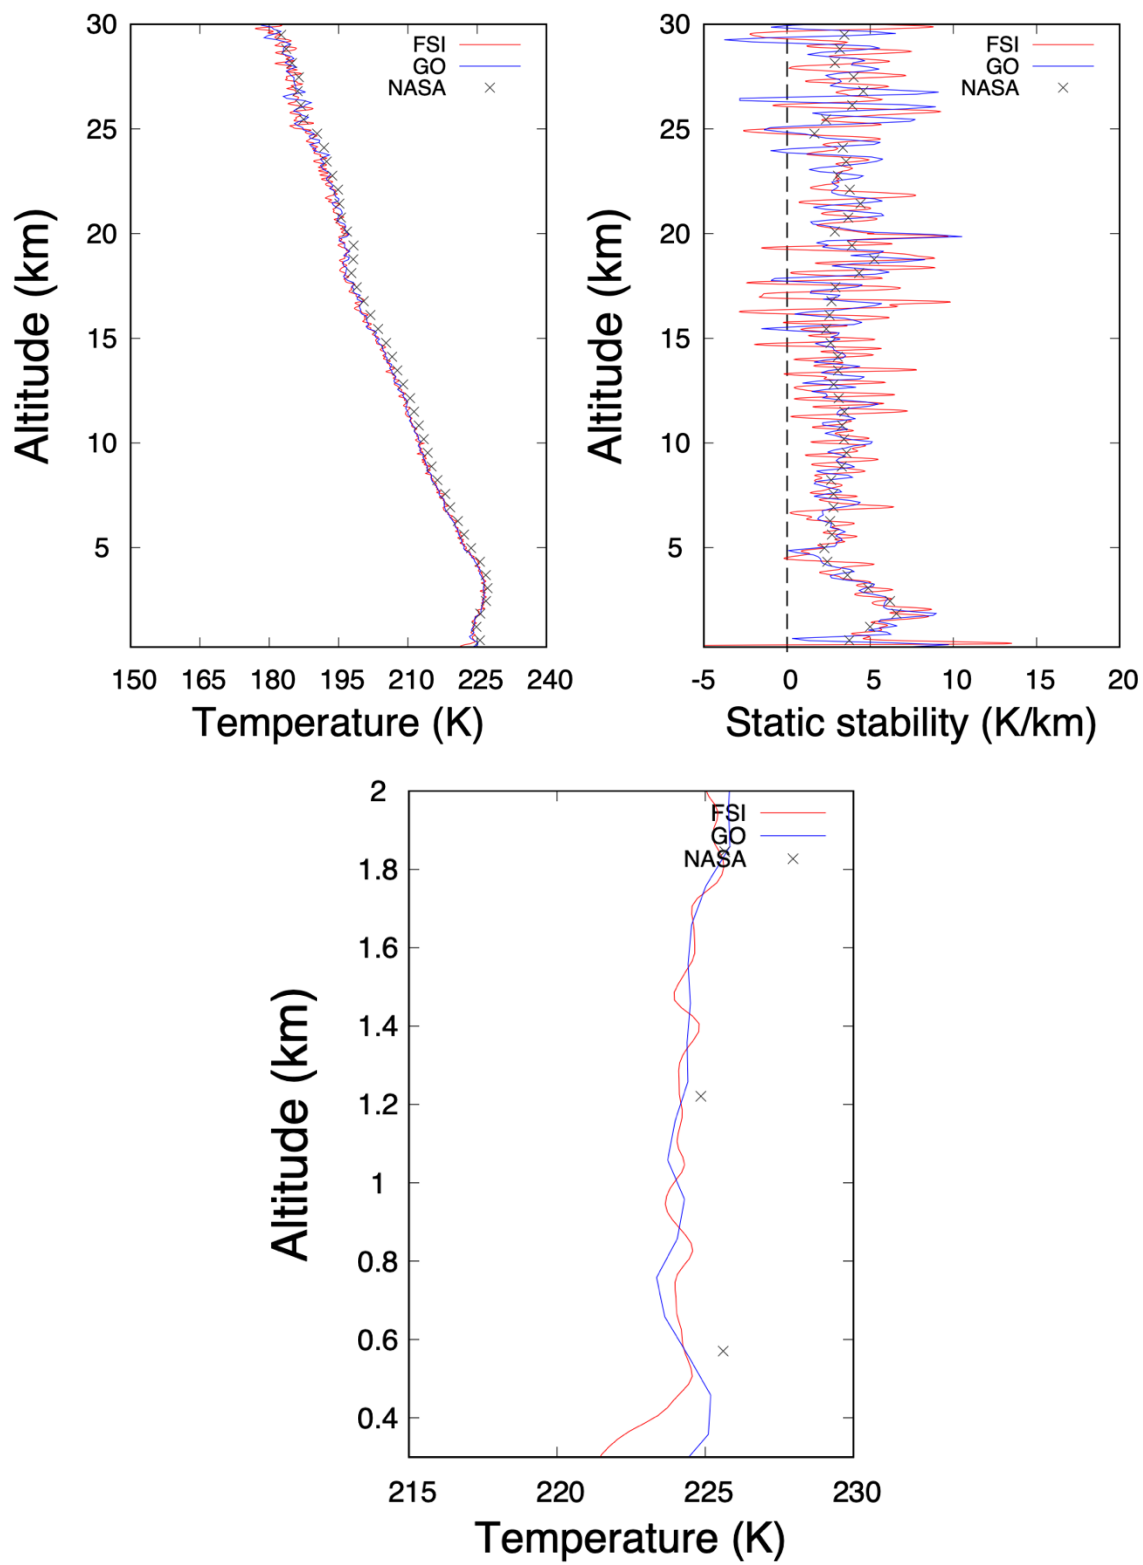 30
25
20
15
10
5
150 165 180 195 210 225 240
Temperature (K)
Altitude (km)
FSI
GO
NASA
30
25
20
15
10
5
-5 0 5 10 15 20
Static stability (K/km)
Altitude (km)
FSI
GO
NASA
2
1.8
1.6
1.4
1.2
1
0.8
0.6
0.4
215 220 225 230
Temperature (K)
Altitude (km)
FSI
GO
NASA